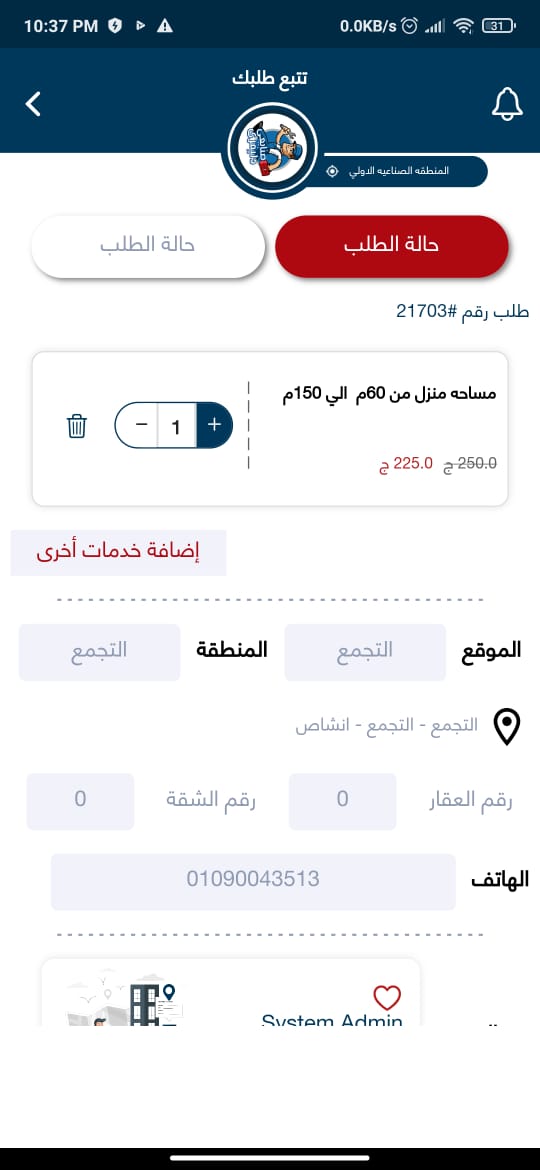 10:37 PM
0.0KB/s
31
تتبع طلبك
المنطقه الصناعيه الاولي
حالة الطلب
حالة الطلب
طلب رقم #21703
مساحه منزل من 60م الي 150م
+ 1 −
250.0 ج 225.0 ج
إضافة خدمات أخرى
الموقع التجمع المنطقة التجمع
التجمع - التجمع - انشاص
رقم العقار 0 رقم الشقة 0
الهاتف 01090043513
System Admin